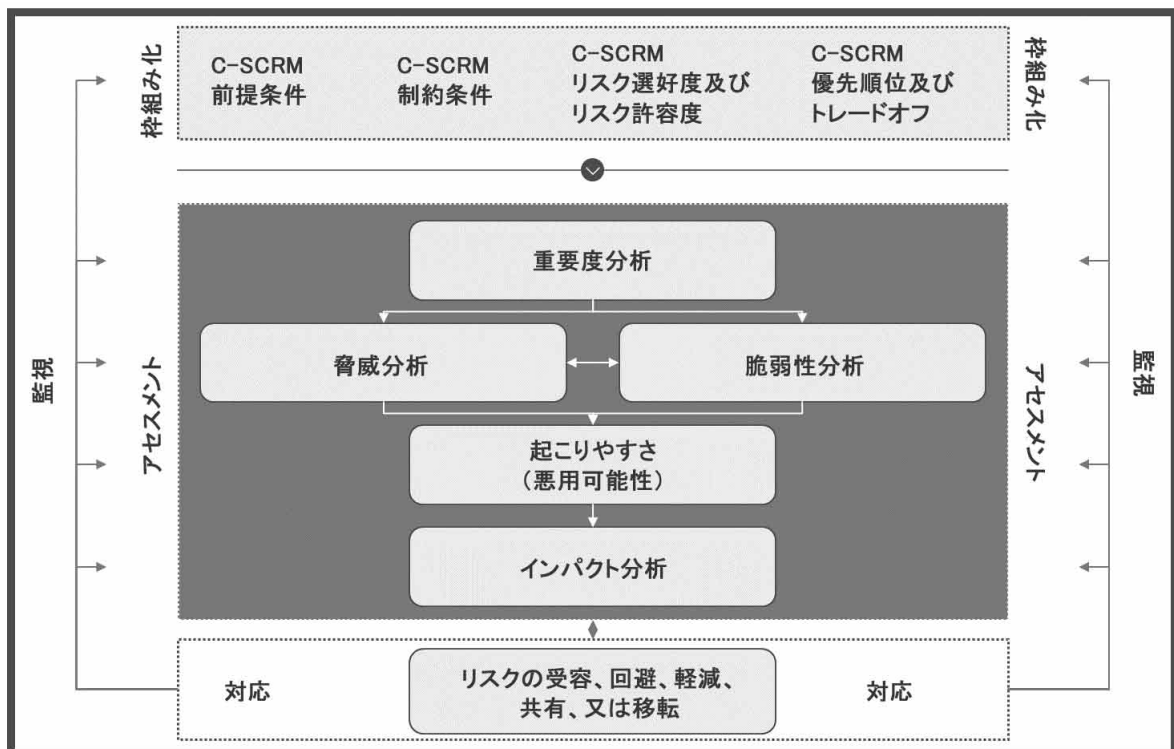 枠組み化
C-SCRM
前提条件
C-SCRM
制約条件
C-SCRM
リスク選好度及び
リスク許容度
C-SCRM
優先順位及び
トレードオフ
枠組み化
監視
アセスメント
重要度分析
脅威分析
脆弱性分析
起こりやすさ
(悪用可能性)
インパクト分析
アセスメント
監視
対応
リスクの受容、回避、軽減、
共有、又は移転
対応